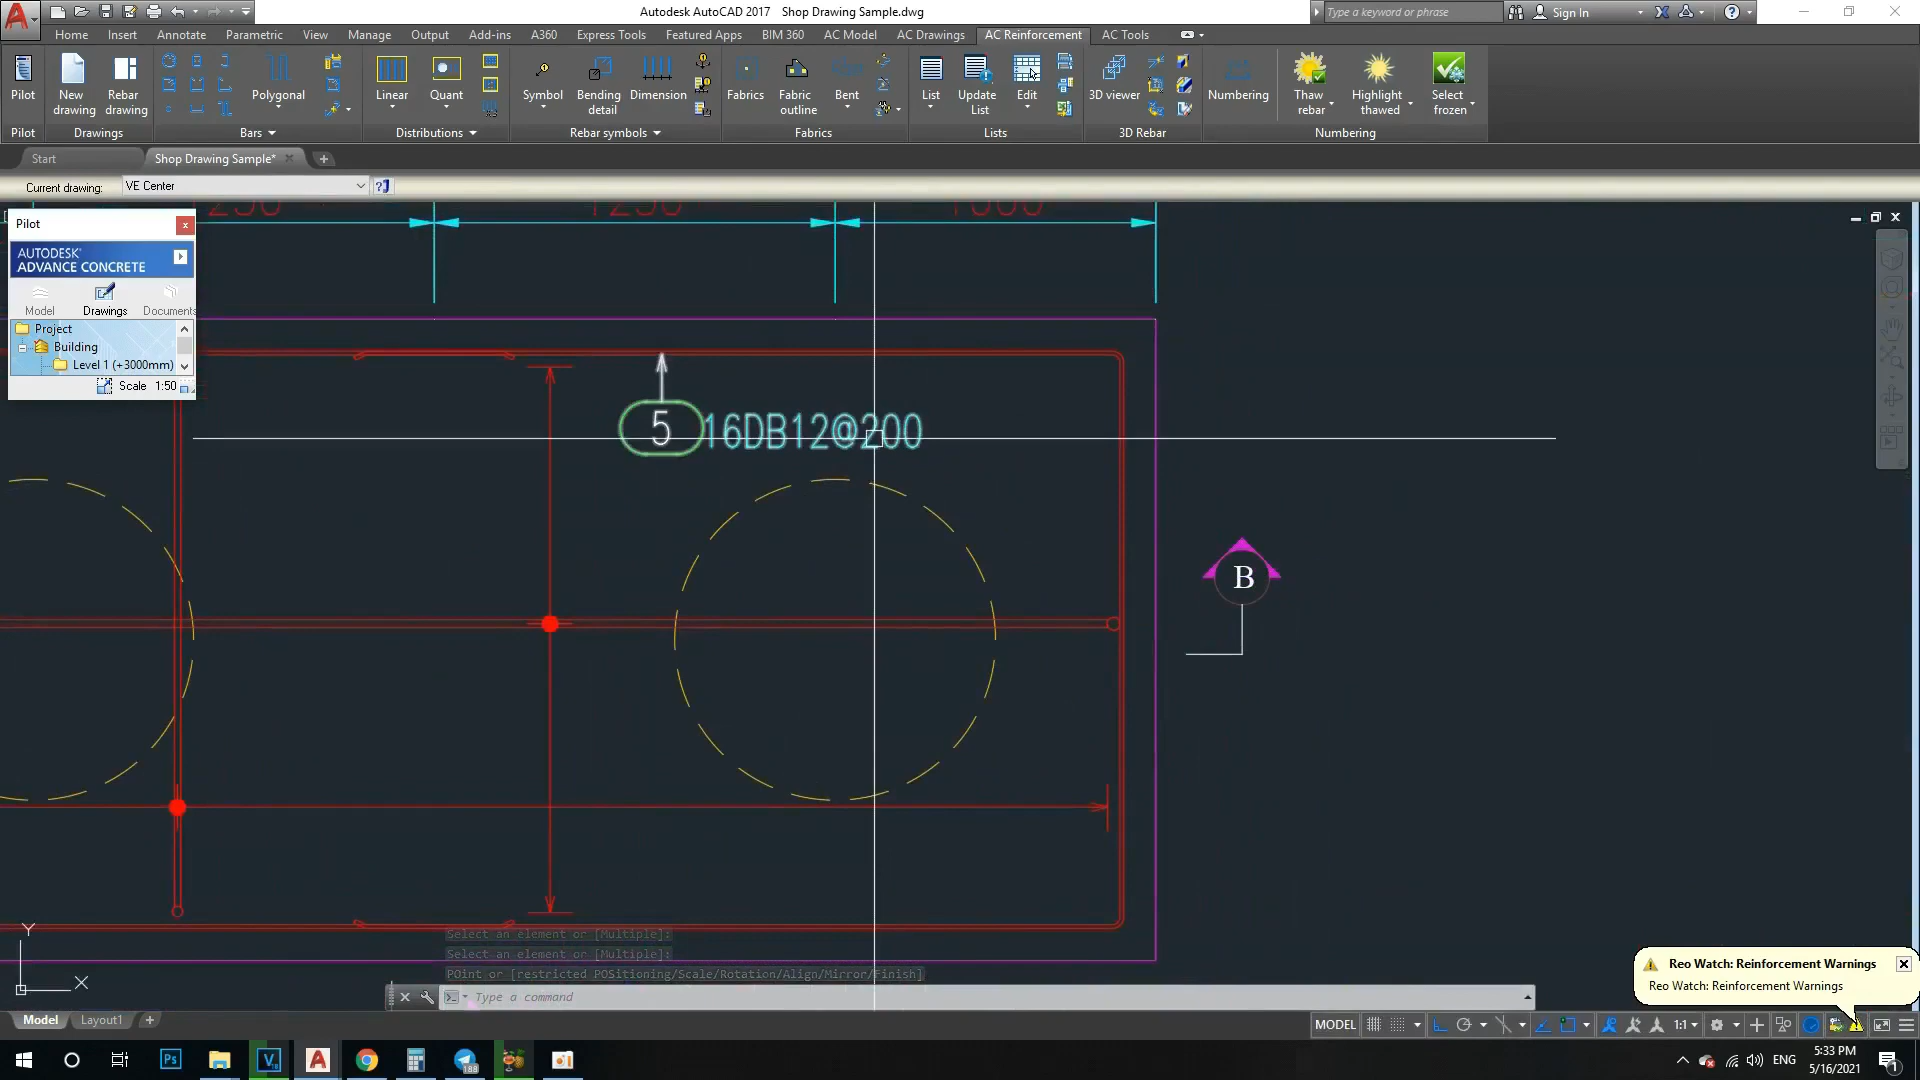 Autodesk AutoCAD 2017 Shop Drawing Sample.dwg
Type a keyword or phrase
Sign In
Home Insert Annotate Parametric View Manage Output Add-ins A360 Express Tools Featured Apps BIM 360 AC Model AC Drawings AC Reinforcement AC Tools
Pilot
New drawing
Rebar drawing
Polygonal
Linear
Quant
Symbol
Bending detail
Dimension
Fabrics
Fabric outline
Bent
List
Update List
Edit
3D viewer
Numbering
Thaw rebar
Highlight thawed
Select frozen
Pilot Drawings Bars Distributions Rebar symbols Fabrics Lists 3D Rebar Numbering
Start
Shop Drawing Sample*
Current drawing: VE Center
Pilot
AUTODESK
ADVANCE CONCRETE
Model Drawings Documents
Project
Building
Level 1 (+3000mm)
Scale 1:50
5 16DB12@200
B
Select an element or [Multiple]:
Select an element or [Multiple]:
POint or [restricted POSitioning/Scale/Rotation/Align/Mirror/Finish]
Type a command
Y
X
Reo Watch: Reinforcement Warnings
Reo Watch: Reinforcement Warnings
Model Layout1
MODEL
1:1
Ps
188
ENG
5:33 PM
5/16/2021
1